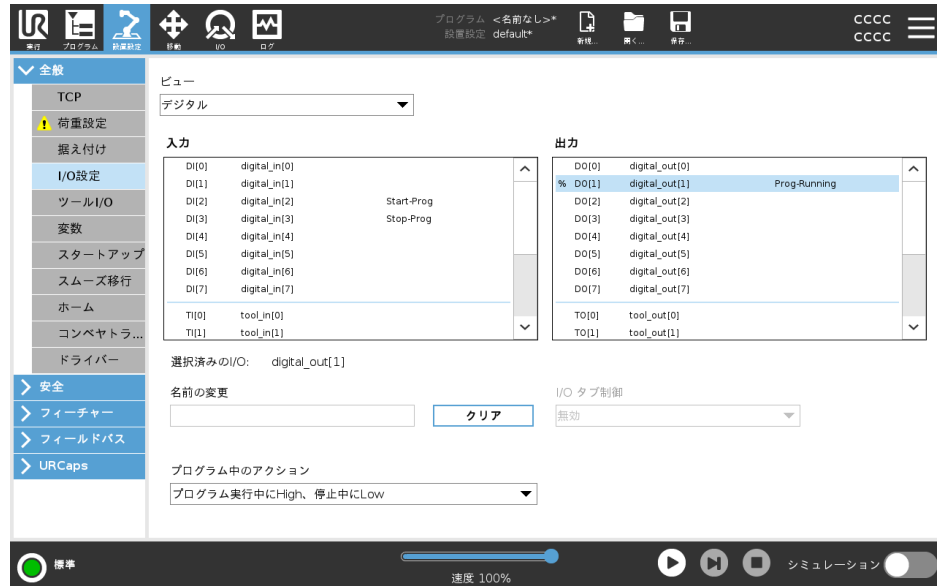 UR
実行
プログラム
設置設定
移動
I/O
ログ
プログラム <名前なし>*
設置設定 default*
新規...
開く...
保存...
CCCC
CCCC
全般
TCP
荷重設定
据え付け
I/O設定
ツールI/O
変数
スタートアップ
スムーズ移行
ホーム
コンベヤトラ...
ドライバー
安全
フィーチャー
フィールドバス
URCaps
ビュー
デジタル
入力
DI[0] digital_in[0]
DI[1] digital_in[1]
DI[2] digital_in[2] Start-Prog
DI[3] digital_in[3] Stop-Prog
DI[4] digital_in[4]
DI[5] digital_in[5]
DI[6] digital_in[6]
DI[7] digital_in[7]
TI[0] tool_in[0]
TI[1] tool_in[1]
出力
DO[0] digital_out[0]
% DO[1] digital_out[1] Prog-Running
DO[2] digital_out[2]
DO[3] digital_out[3]
DO[4] digital_out[4]
DO[5] digital_out[5]
DO[6] digital_out[6]
DO[7] digital_out[7]
TO[0] tool_out[0]
TO[1] tool_out[1]
選択済みのI/O: digital_out[1]
名前の変更
クリア
I/O タブ制御
無効
プログラム中のアクション
プログラム実行中にHigh、停止中にLow
標準
速度 100%
シミュレーション